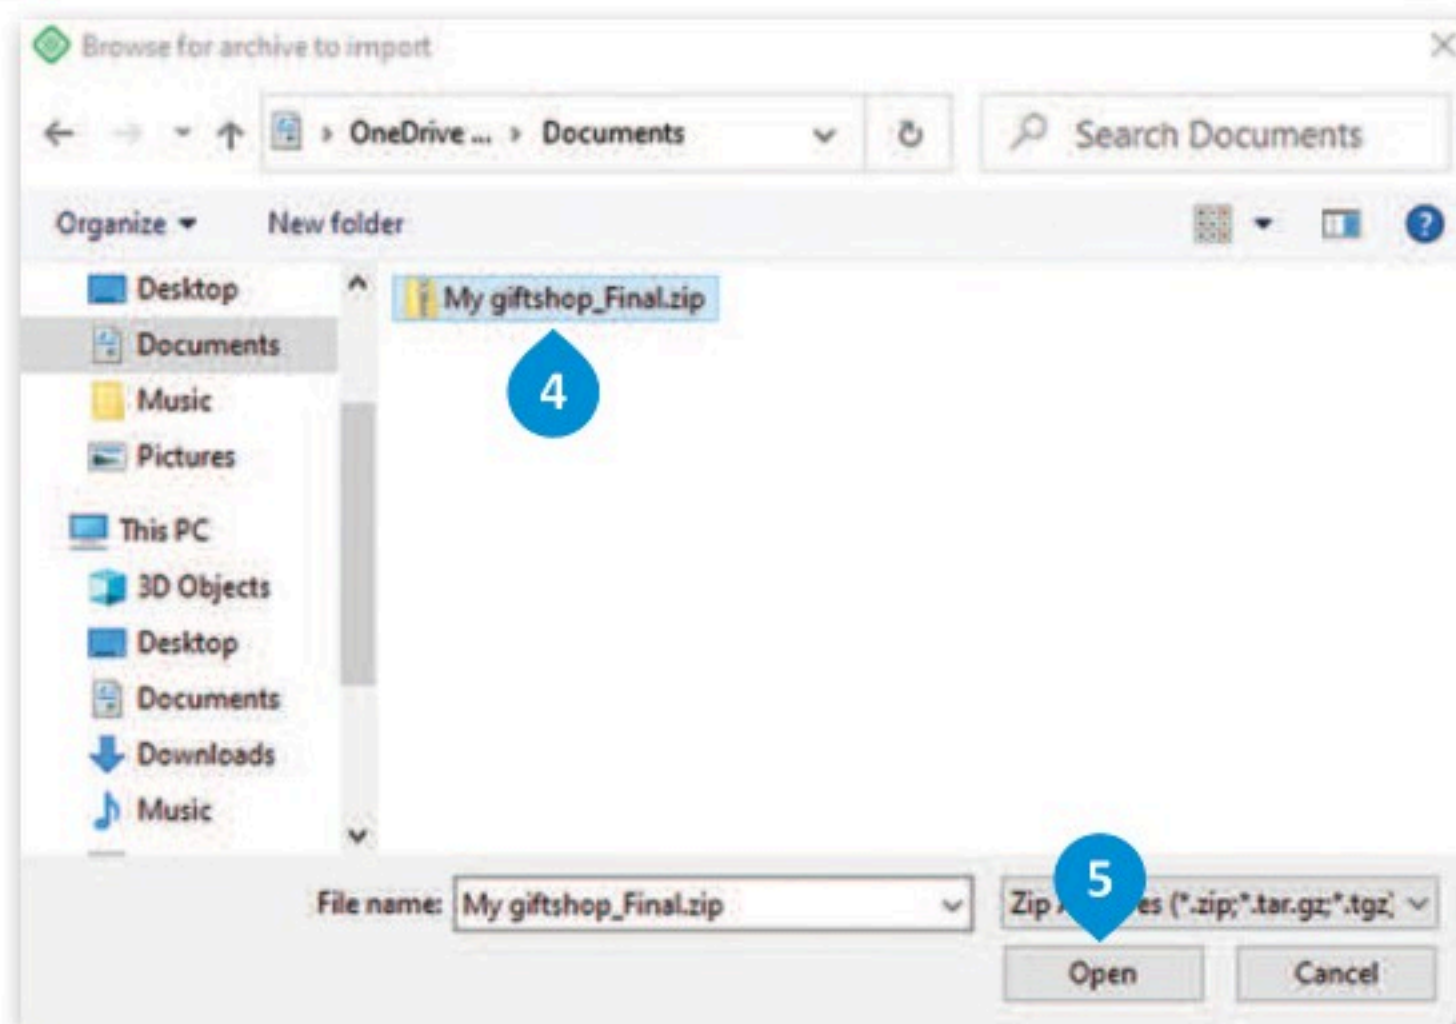 Browse for archive to import
OneDrive ... › Documents
Search Documents
Organize
New folder
Desktop
Documents
Music
Pictures
This PC
3D Objects
Desktop
Documents
Downloads
Music
My giftshop_Final.zip
4
5
File name: My giftshop_Final.zip
Zip es (*.zip;*.tar.gz;*.tgz
Open
Cancel